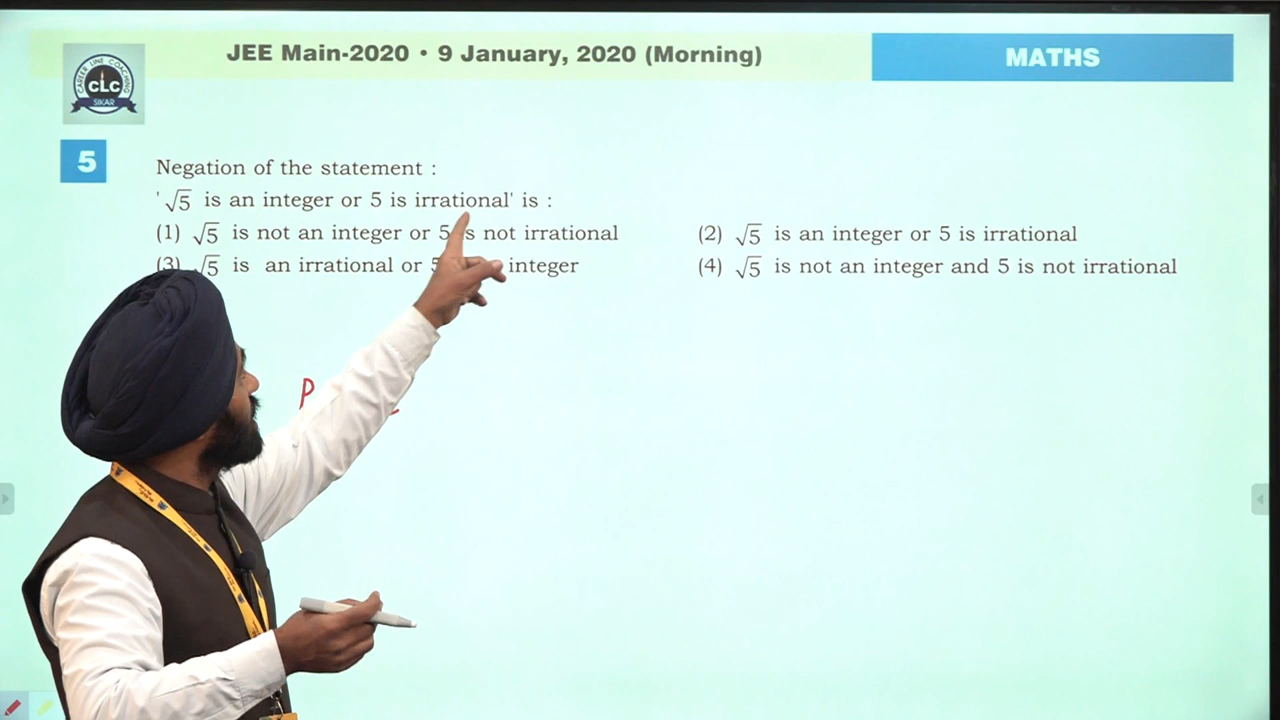 JEE Main-2020 • 9 January, 2020 (Morning)
MATHS
CAREER LINE COACHING
CLC
SIKAR
5
Negation of the statement :
'√5 is an integer or 5 is irrational' is :
(1) √5 is not an integer or 5 is not irrational
(2) √5 is an integer or 5 is irrational
(3) √5 is an irrational or 5 integer
(4) √5 is not an integer and 5 is not irrational
P